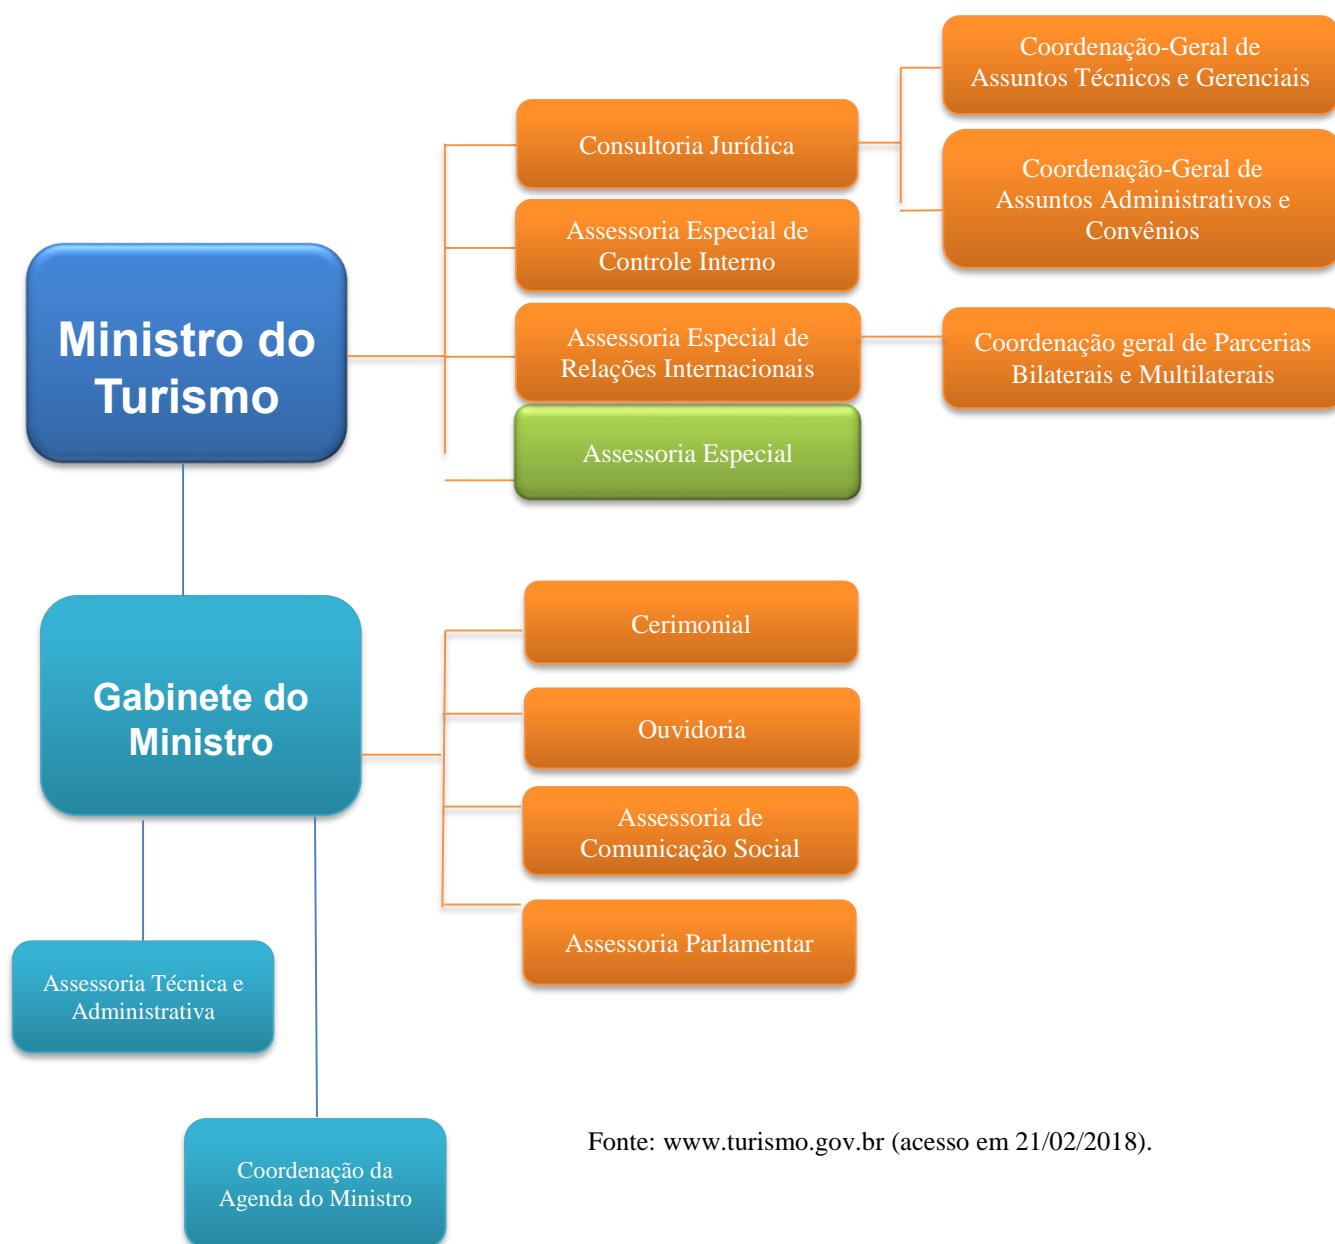 Coordenação-Geral de
Assuntos Técnicos e Gerenciais
Consultoria Jurídica
Coordenação-Geral de
Assuntos Administrativos e
Convênios
Assessoria Especial de
Controle Interno
Ministro do
Turismo
Assessoria Especial de
Relações Internacionais
Coordenação geral de Parcerias
Bilaterais e Multilaterais
Assessoria Especial
Cerimonial
Gabinete do
Ministro
Ouvidoria
Assessoria de
Comunicação Social
Assessoria Parlamentar
Assessoria Técnica e
Administrativa
Fonte: www.turismo.gov.br (acesso em 21/02/2018).
Coordenação da
Agenda do Ministro